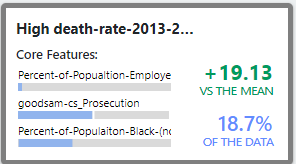 High death-rate-2013-2...
Core Features:
Percent-of-Popualtion-Employe
+19.13
VS THE MEAN
goodsam-cs_Prosecution
18.7%
OF THE DATA
Percent-of-Populaiton-Black-(no